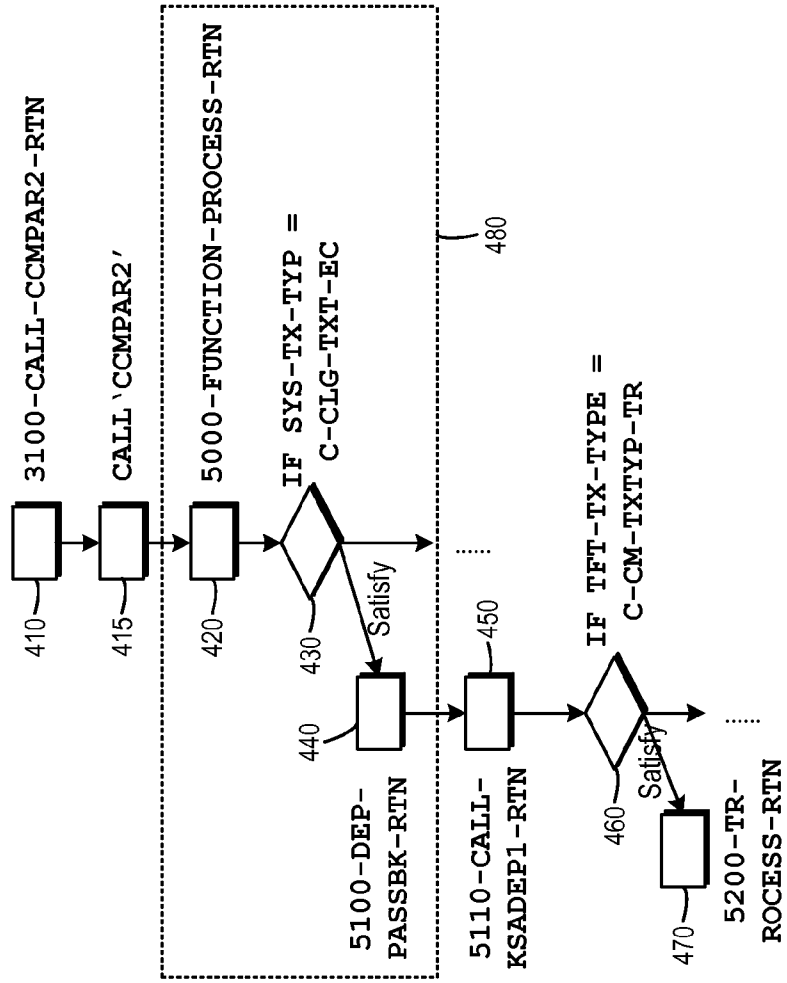 410
3100-CALL-CCMPAR2-RTN
415
CALL ‵CCMPAR2′
420
5000-FUNCTION-PROCESS-RTN
430
IF SYS-TX-TYP =
C-CLG-TXT-EC
Satisfy
......
480
440
5100-DEP-
PASSBK-RTN
450
5110-CALL-
KSADEP1-RTN
460
IF TFT-TX-TYPE =
C-CM-TXTYP-TR
Satisfy
......
470
5200-TR-
ROCESS-RTN